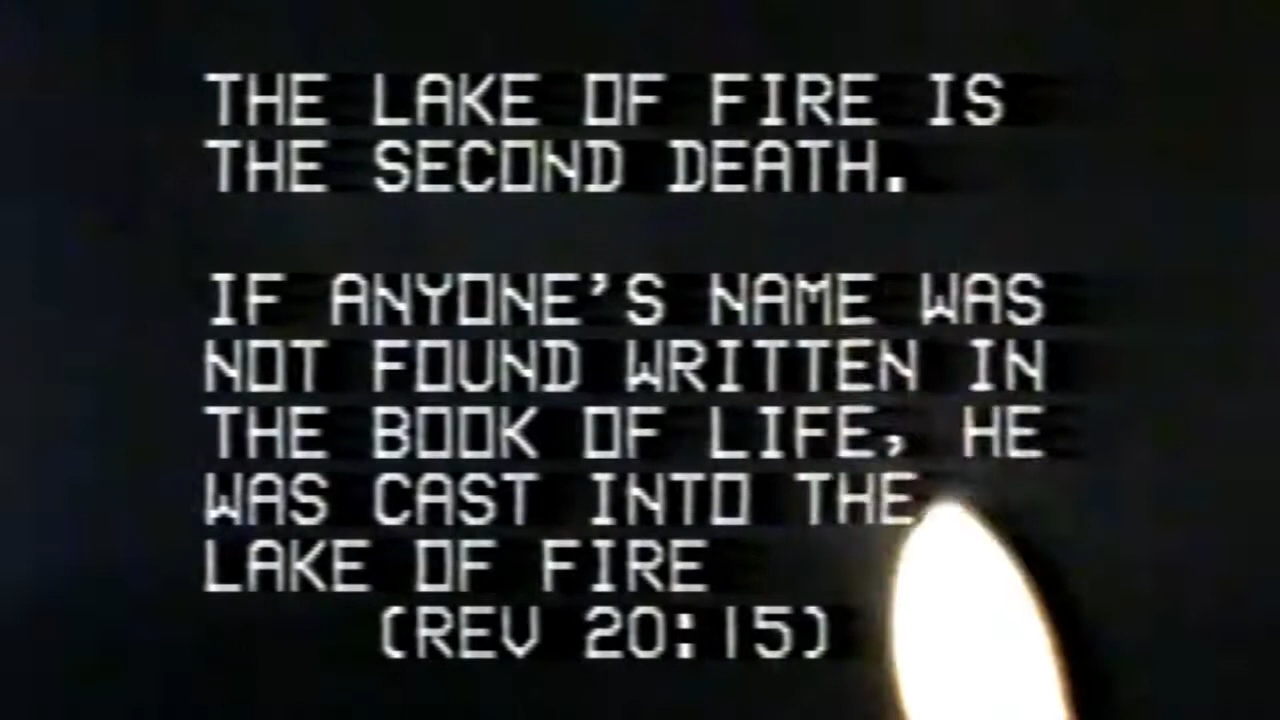 THE LAKE OF FIRE IS
THE SECOND DEATH.
IF ANYONE'S NAME WAS
NOT FOUND WRITTEN IN
THE BOOK OF LIFE, HE
WAS CAST INTO THE
LAKE OF FIRE
(REV 20:15)